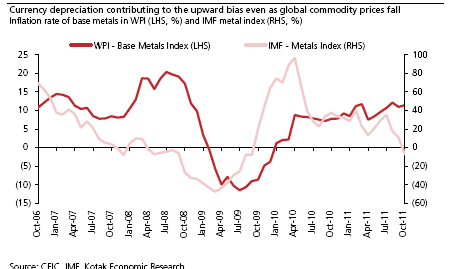 Currency depreciation contributing to the upward bias even as global commodity prices fall
Inflation rate of base metals in WPI (LHS, %) and IMF metal index (RHS, %)
WPI - Base Metals Index (LHS)
IMF - Metals Index (RHS)
25
20
15
10
5
0
(5)
(10)
(15)
100
80
60
40
20
0
(20)
(40)
(60)
Oct-06
Jan-07
Apr-07
Jul-07
Oct-07
Jan-08
Apr-08
Jul-08
Oct-08
Jan-09
Apr-09
Jul-09
Oct-09
Jan-10
Apr-10
Jul-10
Oct-10
Jan-11
Apr-11
Jul-11
Oct-11
Source: CEIC, IMF, Kotak Economic Research